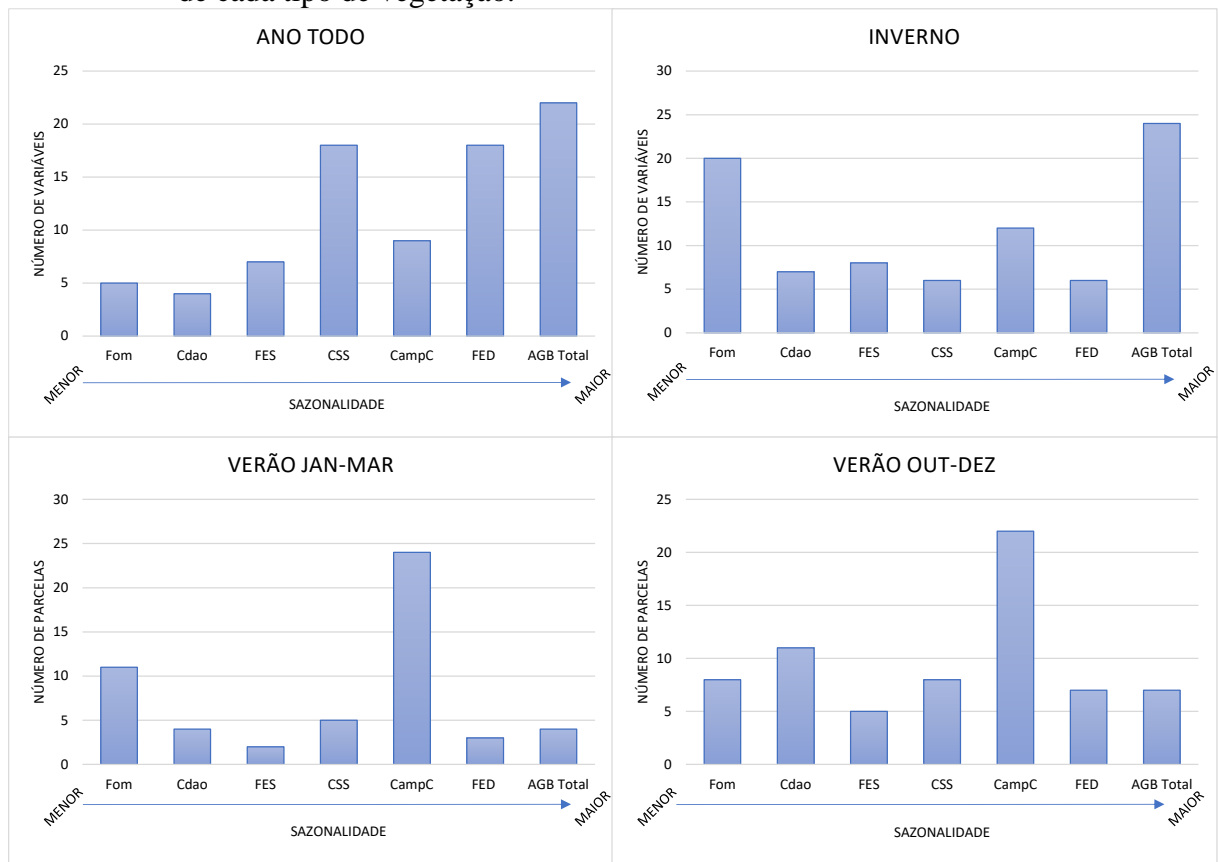 de cada tipo de vegetação.
ANO TODO
NÚMERO DE VARIÁVEIS
25
20
15
10
5
0
Fom Cdao FES CSS CampC FED AGB Total
MENOR MAIOR
SAZONALIDADE
INVERNO
NÚMERO DE VARIÁVEIS
30
25
20
15
10
5
0
Fom Cdao FES CSS CampC FED AGB Total
MENOR MAIOR
SAZONALIDADE
VERÃO JAN-MAR
NÚMERO DE PARCELAS
30
25
20
15
10
5
0
Fom Cdao FES CSS CampC FED AGB Total
MENOR MAIOR
SAZONALIDADE
VERÃO OUT-DEZ
NÚMERO DE PARCELAS
25
20
15
10
5
0
Fom Cdao FES CSS CampC FED AGB Total
MENOR MAIOR
SAZONALIDADE